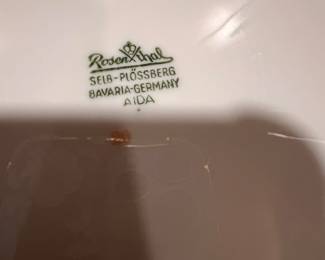 Rosenthal
SELB-PLÖSSBERG
BAVARIA-GERMANY
AIDA